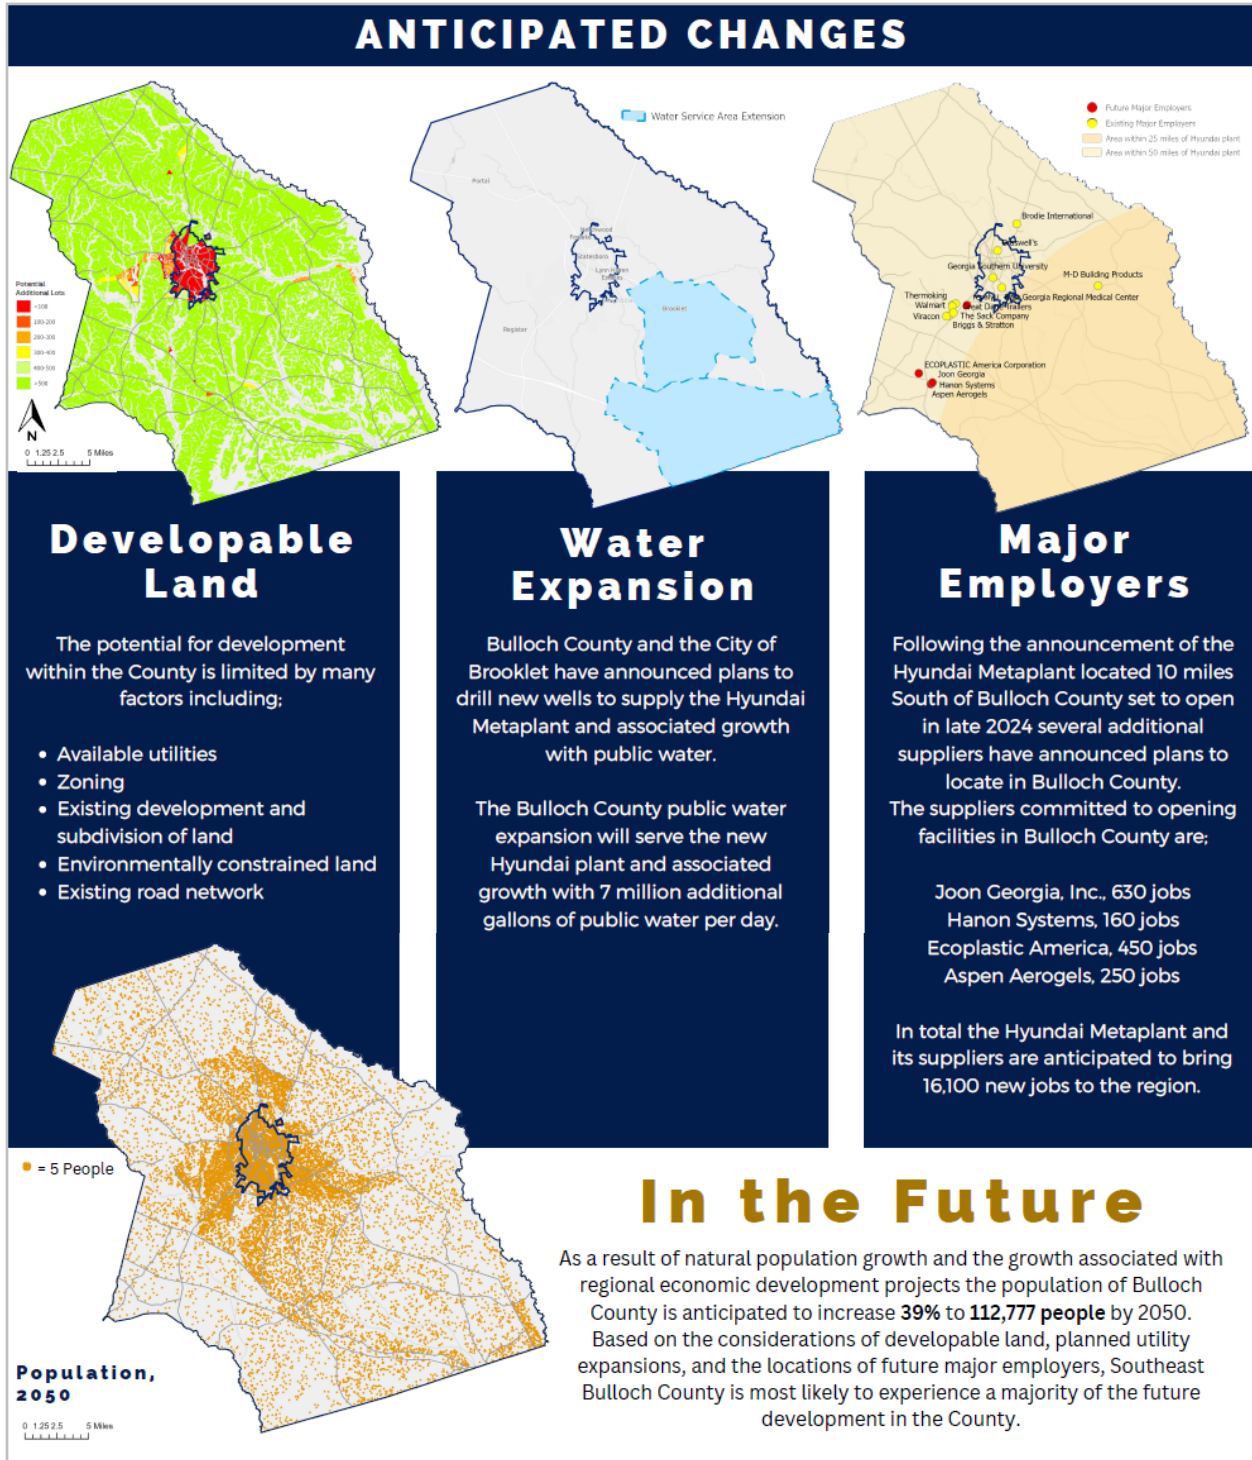 ANTICIPATED CHANGES
Potential
Additional Lots
<100
100-200
200-300
300-400
400-500
>500
N
0 1.25 2.5 5 Miles
Water Service Area Extension
Portal
Statesboro
Brooklet
Register
Future Major Employers
Existing Major Employers
Area within 25 miles of Hyundai plant
Area within 50 miles of Hyundai plant
Brodie International
Georgia Southern University
M-D Building Products
Georgia Regional Medical Center
Thermoking
Walmart
Viracon
The Sack Company
Briggs & Stratton
ECOPLASTIC America Corporation
Joon Georgia
Hanon Systems
Aspen Aerogels
Developable
Land
The potential for development
within the County is limited by many
factors including;
• Available utilities
• Zoning
• Existing development and
subdivision of land
• Environmentally constrained land
• Existing road network
Water
Expansion
Bulloch County and the City of
Brooklet have announced plans to
drill new wells to supply the Hyundai
Metaplant and associated growth
with public water.
The Bulloch County public water
expansion will serve the new
Hyundai plant and associated
growth with 7 million additional
gallons of public water per day.
Major
Employers
Following the announcement of the
Hyundai Metaplant located 10 miles
South of Bulloch County set to open
in late 2024 several additional
suppliers have announced plans to
locate in Bulloch County.
The suppliers committed to opening
facilities in Bulloch County are;
Joon Georgia, Inc., 630 jobs
Hanon Systems, 160 jobs
Ecoplastic America, 450 jobs
Aspen Aerogels, 250 jobs
In total the Hyundai Metaplant and
its suppliers are anticipated to bring
16,100 new jobs to the region.
= 5 People
Population,
2050
0 1.25 2.5 5 Miles
In the Future
As a result of natural population growth and the growth associated with
regional economic development projects the population of Bulloch
County is anticipated to increase 39% to 112,777 people by 2050.
Based on the considerations of developable land, planned utility
expansions, and the locations of future major employers, Southeast
Bulloch County is most likely to experience a majority of the future
development in the County.